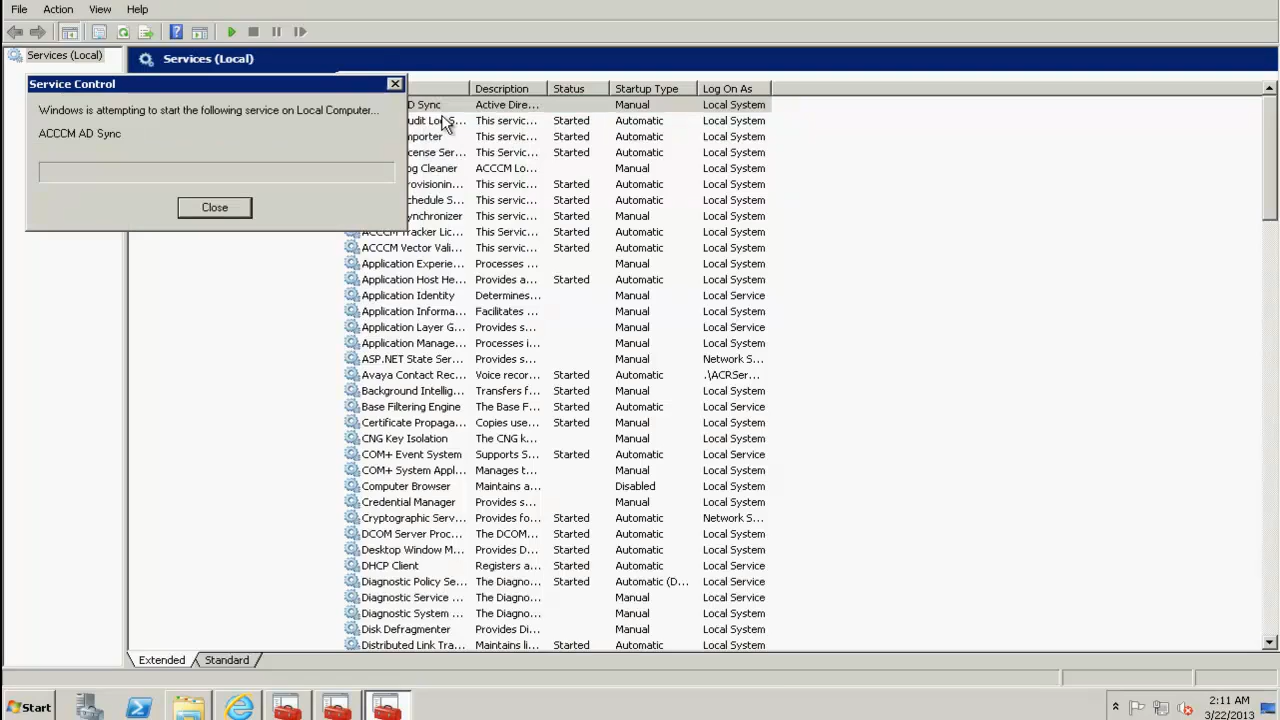 File Action View Help
Services (Local)
Services (Local)
Service Control
Windows is attempting to start the following service on Local Computer...
ACCCM AD Sync
Close
Description Status Startup Type Log On As
D Sync Active Dire... Manual Local System
udit Log S... This servic... Started Automatic Local System
mporter This servic... Started Automatic Local System
icense Ser... This Servic... Started Automatic Local System
og Cleaner ACCCM Lo... Manual Local System
rovisionin... This servic... Started Automatic Local System
chedule S... This servic... Started Automatic Local System
ynchronizer This servic... Started Manual Local System
ACCCM Tracker Lic... This servic... Started Automatic Local System
ACCCM Vector Vali... This servic... Started Automatic Local System
Application Experie... Processes ... Manual Local System
Application Host He... Provides a... Started Automatic Local System
Application Identity Determines... Manual Local Service
Application Informa... Facilitates ... Manual Local System
Application Layer G... Provides s... Manual Local Service
Application Manage... Processes i... Manual Local System
ASP.NET State Ser... Provides s... Manual Network S...
Avaya Contact Rec... Voice recor... Started Automatic .\ACRSer...
Background Intellig... Transfers f... Started Manual Local System
Base Filtering Engine The Base F... Started Automatic Local Service
Certificate Propaga... Copies use... Started Manual Local System
CNG Key Isolation The CNG k... Manual Local System
COM+ Event System Supports S... Started Automatic Local Service
COM+ System Appl... Manages t... Manual Local System
Computer Browser Maintains a... Disabled Local System
Credential Manager Provides s... Manual Local System
Cryptographic Serv... Provides fo... Started Automatic Network S...
DCOM Server Proc... The DCOM ... Started Automatic Local System
Desktop Window M... Provides D... Started Automatic Local System
DHCP Client Registers a... Started Automatic Local Service
Diagnostic Policy Se... The Diagno... Started Automatic (D... Local Service
Diagnostic Service ... The Diagno... Manual Local Service
Diagnostic System ... The Diagno... Manual Local System
Disk Defragmenter Provides Di... Manual Local System
Distributed Link Tra... Maintains li... Started Automatic Local System
Extended Standard
Start
2:11 AM
3/22/2013